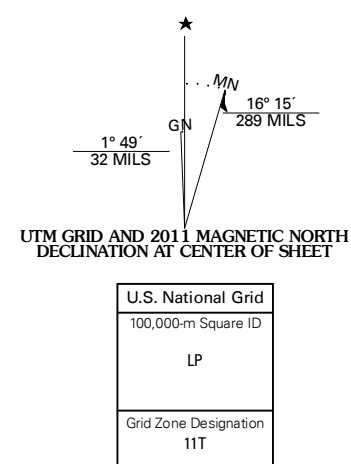 MN
GN
16° 15´
289 MILS
1° 49´
32 MILS
UTM GRID AND 2011 MAGNETIC NORTH
DECLINATION AT CENTER OF SHEET
U.S. National Grid
100,000-m Square ID
LP
Grid Zone Designation
11T